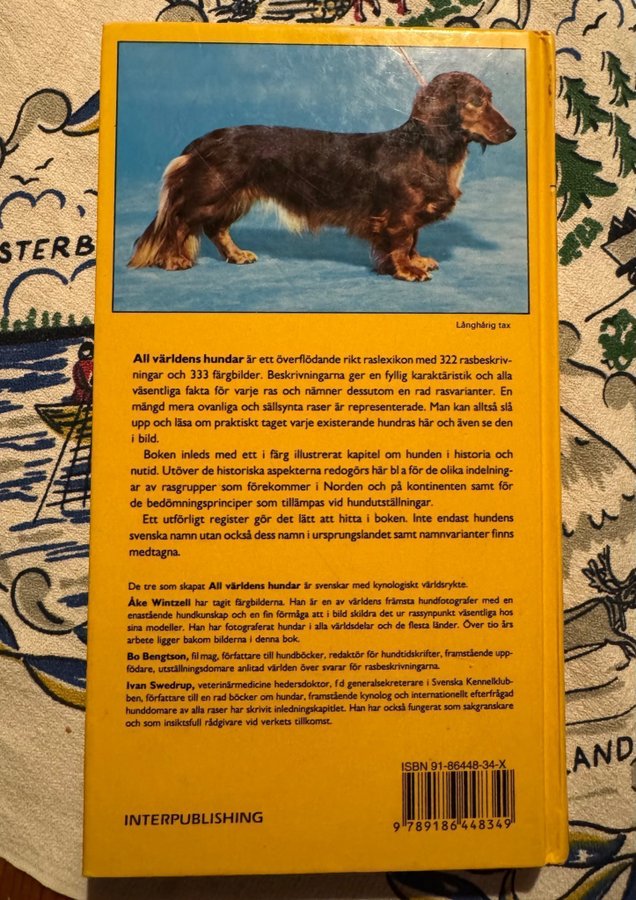 STERB
Långhårig tax
All världens hundar är ett överflödande rikt raslexikon med 322 rasbeskriv-
ningar och 333 färgbilder. Beskrivningarna ger en fyllig karaktäristik och alla
väsentliga fakta för varje ras och nämner dessutom en rad rasvarianter. En
mängd mera ovanliga och sällsynta raser är representerade. Man kan alltså slå
upp och läsa om praktiskt taget varje existerande hundras här och även se den
i bild.
Boken inleds med ett i färg illustrerat kapitel om hunden i historia och
nutid. Utöver de historiska aspekterna redogörs här bl a för de olika indelning-
ar av rasgrupper som förekommer i Norden och på kontinenten samt för
de bedömningsprinciper som tillämpas vid hundutställningar.
Ett utförligt register gör det lätt att hitta i boken. Inte endast hundens
svenska namn utan också dess namn i ursprungslandet samt namnvarianter finns
medtagna.
De tre som skapat All världens hundar är svenskar med kynologiskt världsrykte.
Åke Wintzell har tagit färgbilderna. Han är en av världens främsta hundfotografer med en
enastående hundkunskap och en fin förmåga att i bild skildra det ur rassynpunkt väsentliga hos
sina modeller. Han har fotograferat hundar i alla världsdelar och de flesta länder. Över tio års
arbete ligger bakom bilderna i denna bok.
Bo Bengtson, fil mag, författare till hundböcker, redaktör för hundtidskrifter, framstående upp-
födare, utställningsdomare anlitad världen över svarar för rasbeskrivningarna.
Ivan Swedrup, veterinärmedicine hedersdoktor, f d generalsekreterare i Svenska Kennelklub-
ben, författare till en rad böcker om hundar, framstående kynolog och internationellt efterfrågad
hunddomare av alla raser har skrivit inledningskapitlet. Han har också fungerat som sakgranskare
och som insiktsfull rådgivare vid verkets tillkomst.
LAND
ISBN 91-86448-34-X
INTERPUBLISHING
9 789186 448349